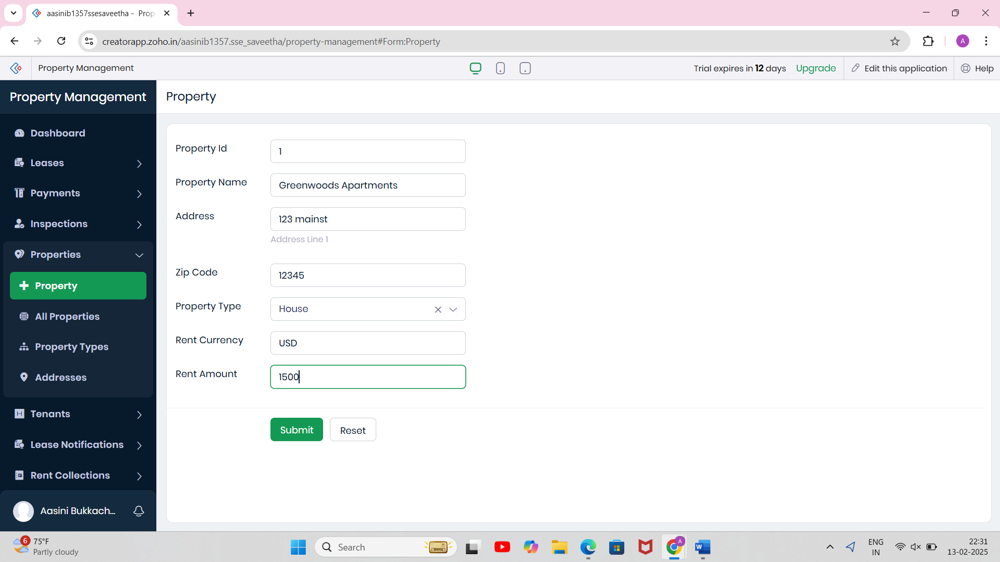 aasinib1357ssesaveetha - Prop
creatorapp.zoho.in/aasinib1357.sse_saveetha/property-management#Form:Property
A
Property Management
Trial expires in 12 days Upgrade Edit this application Help
Property Management
Property
Dashboard
Leases
Payments
Inspections
Properties
Property
All Properties
Property Types
Addresses
Tenants
Lease Notifications
Rent Collections
Aasini Bukkach...
Property Id 1
Property Name Greenwoods Apartments
Address 123 mainst
Address Line 1
Zip Code 12345
Property Type House
Rent Currency USD
Rent Amount 1500
Submit Reset
6 75°F
Partly cloudy
Search
A
W
ENG
IN
22:31
13-02-2025